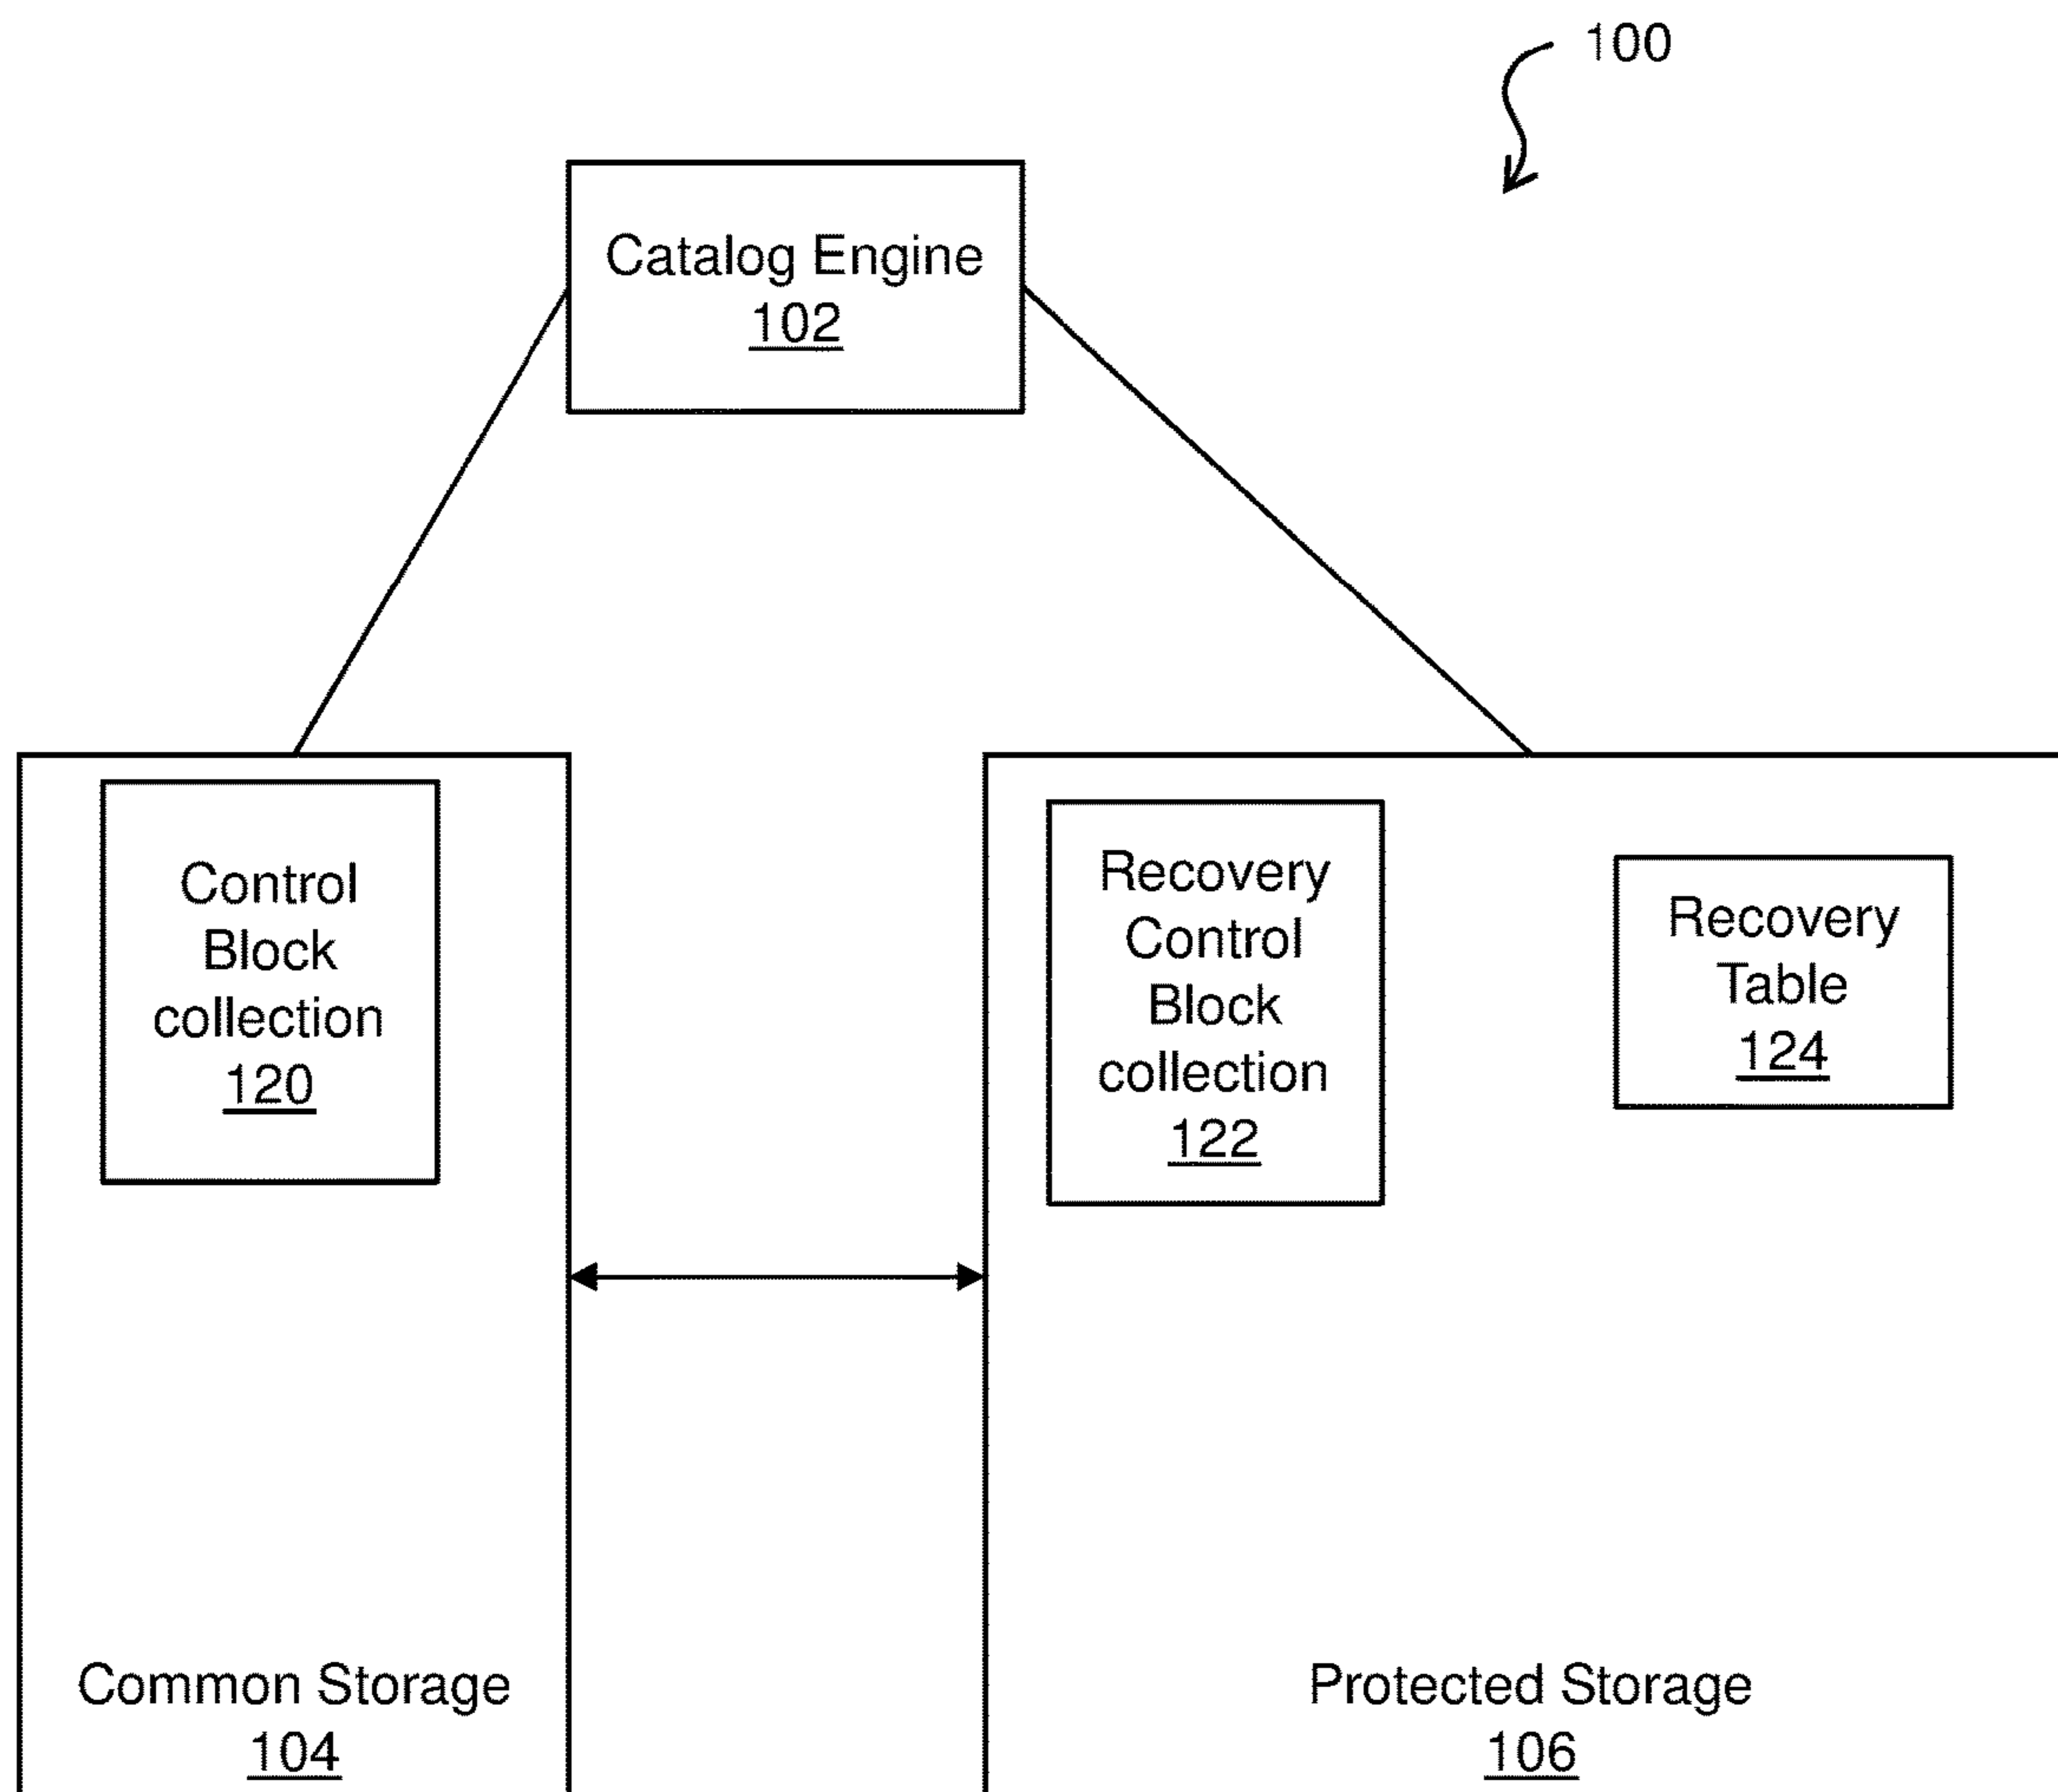 100
Catalog Engine
102
Control
Block
collection
120
Recovery
Control
Block
collection
122
Recovery
Table
124
Common Storage
104
Protected Storage
106